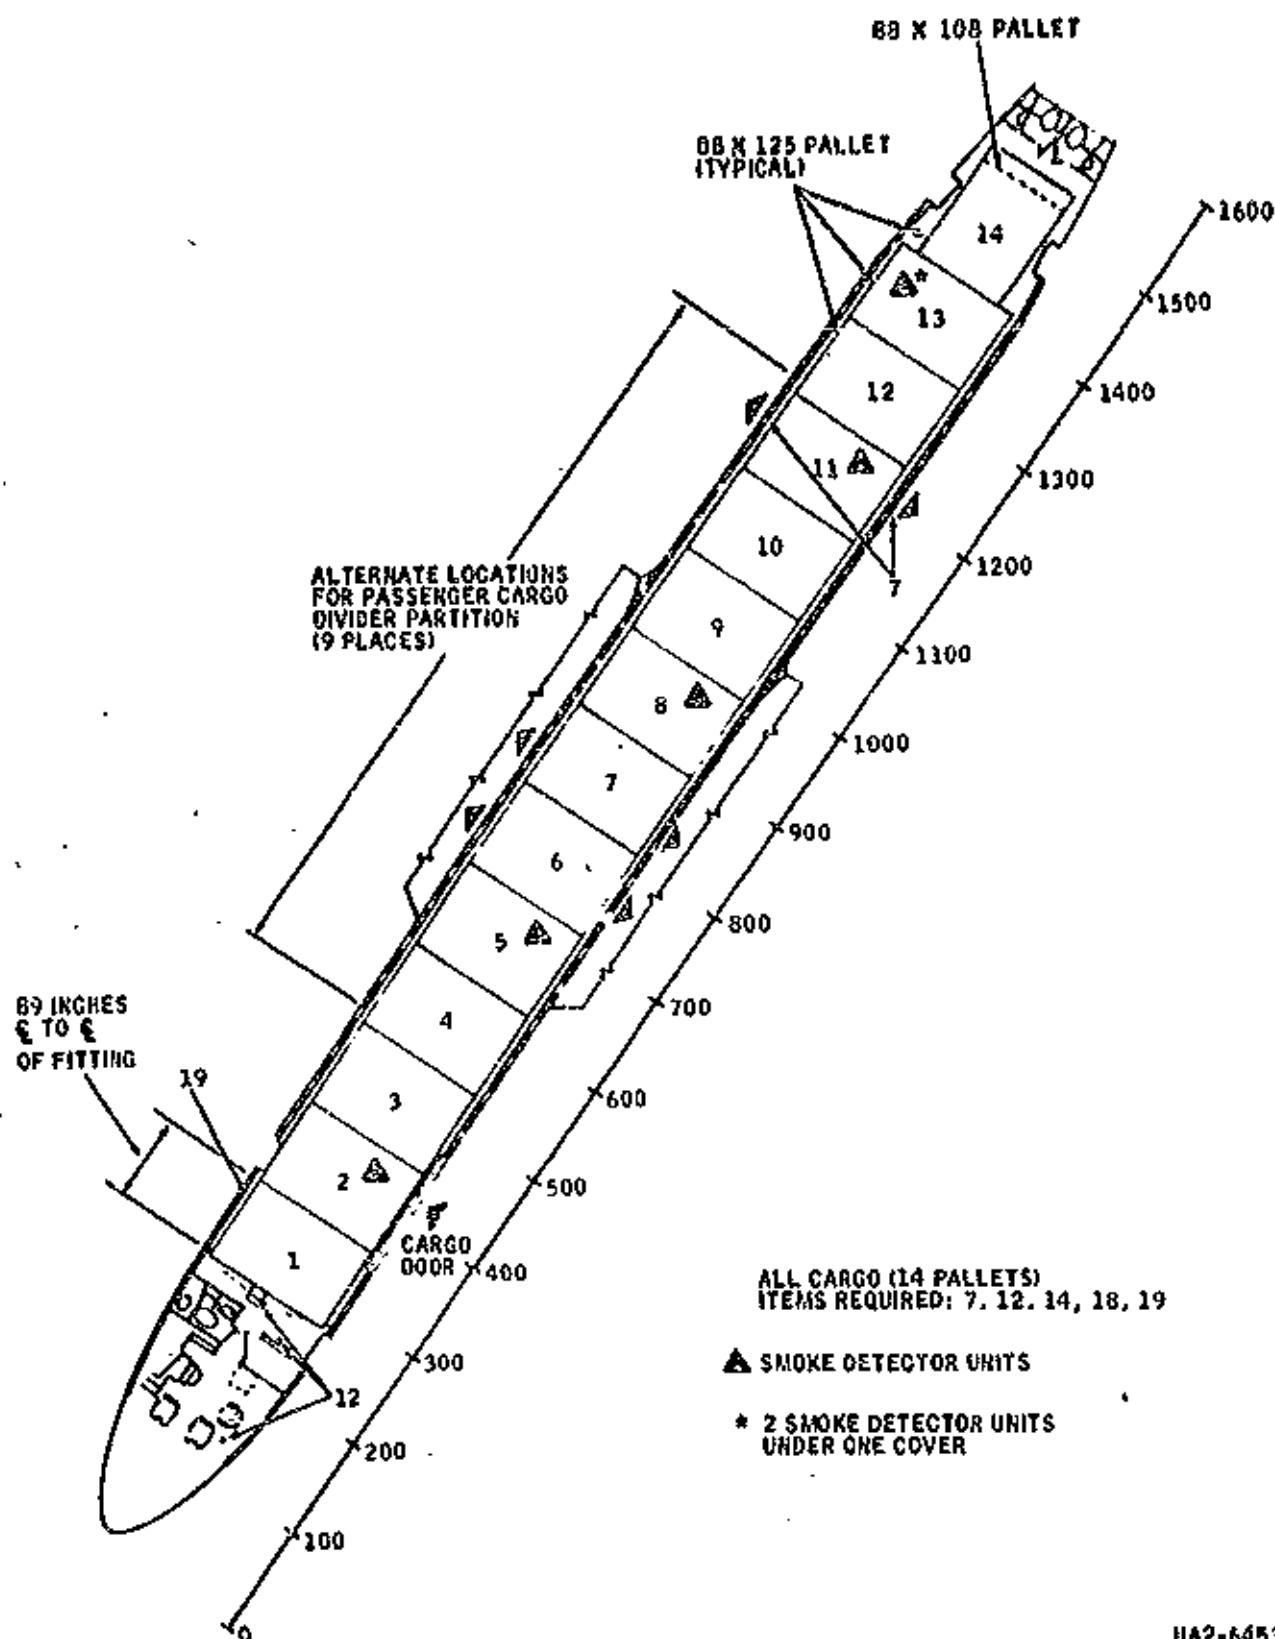 88 X 108 PALLET
88 X 125 PALLET
(TYPICAL)
1600
14
1500
13
12
1400
11
1300
10
1200
7
ALTERNATE LOCATIONS
FOR PASSENGER CARGO
DIVIDER PARTITION
(9 PLACES)
9
1100
8
1000
7
900
6
5
800
89 INCHES
℄ TO ℄
OF FITTING
4
700
19
3
600
2
500
CARGO
DOOR
1
400
ALL CARGO (14 PALLETS)
ITEMS REQUIRED: 7, 12, 14, 18, 19
SMOKE DETECTOR UNITS
300
12
* 2 SMOKE DETECTOR UNITS
UNDER ONE COVER
200
100
0